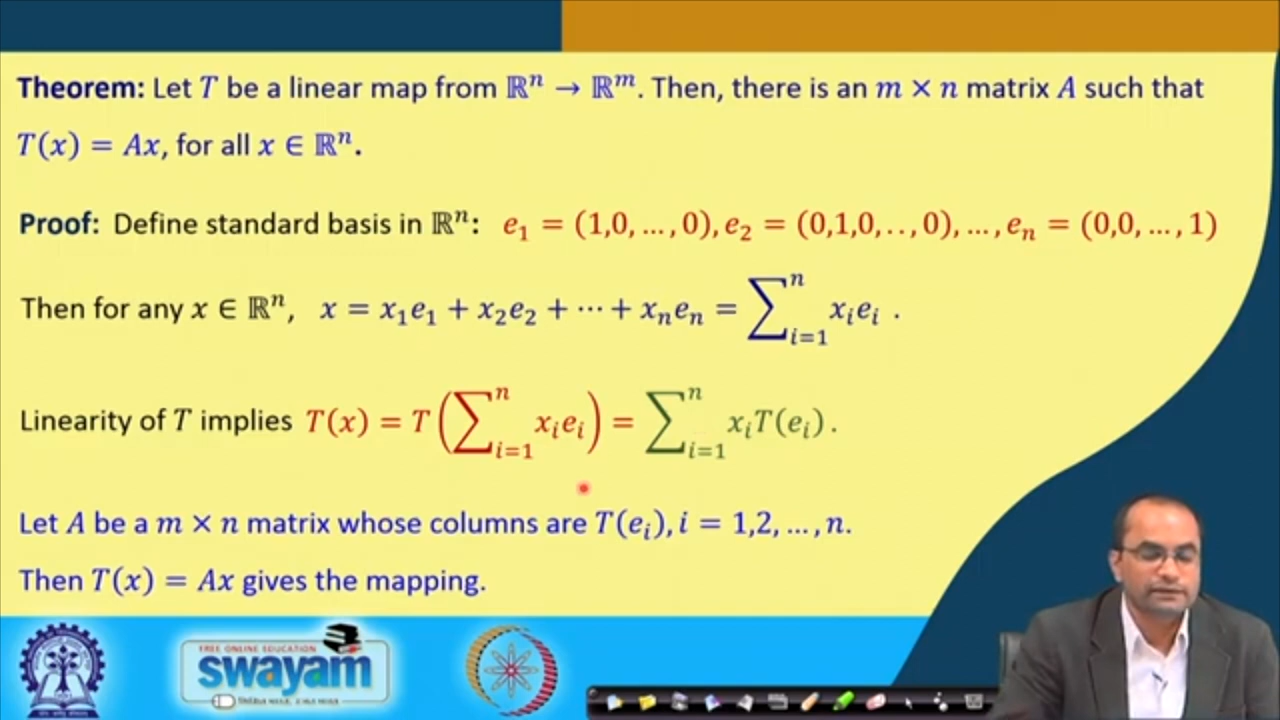 Theorem: Let T be a linear map from ℝⁿ → ℝᵐ. Then, there is an m × n matrix A such that
T(x) = Ax, for all x ∈ ℝⁿ.
Proof: Define standard basis in ℝⁿ: e₁ = (1,0, …, 0), e₂ = (0,1,0, . . , 0), …, eₙ = (0,0, …, 1)
Then for any x ∈ ℝⁿ, x = x₁e₁ + x₂e₂ + ⋯ + xₙeₙ = ∑ⁿᵢ₌₁ xᵢeᵢ .
Linearity of T implies T(x) = T(∑ⁿᵢ₌₁ xᵢeᵢ) = ∑ⁿᵢ₌₁ xᵢT(eᵢ).
Let A be a m × n matrix whose columns are T(eᵢ), i = 1,2, …, n.
Then T(x) = Ax gives the mapping.
FREE ONLINE EDUCATION
swayam